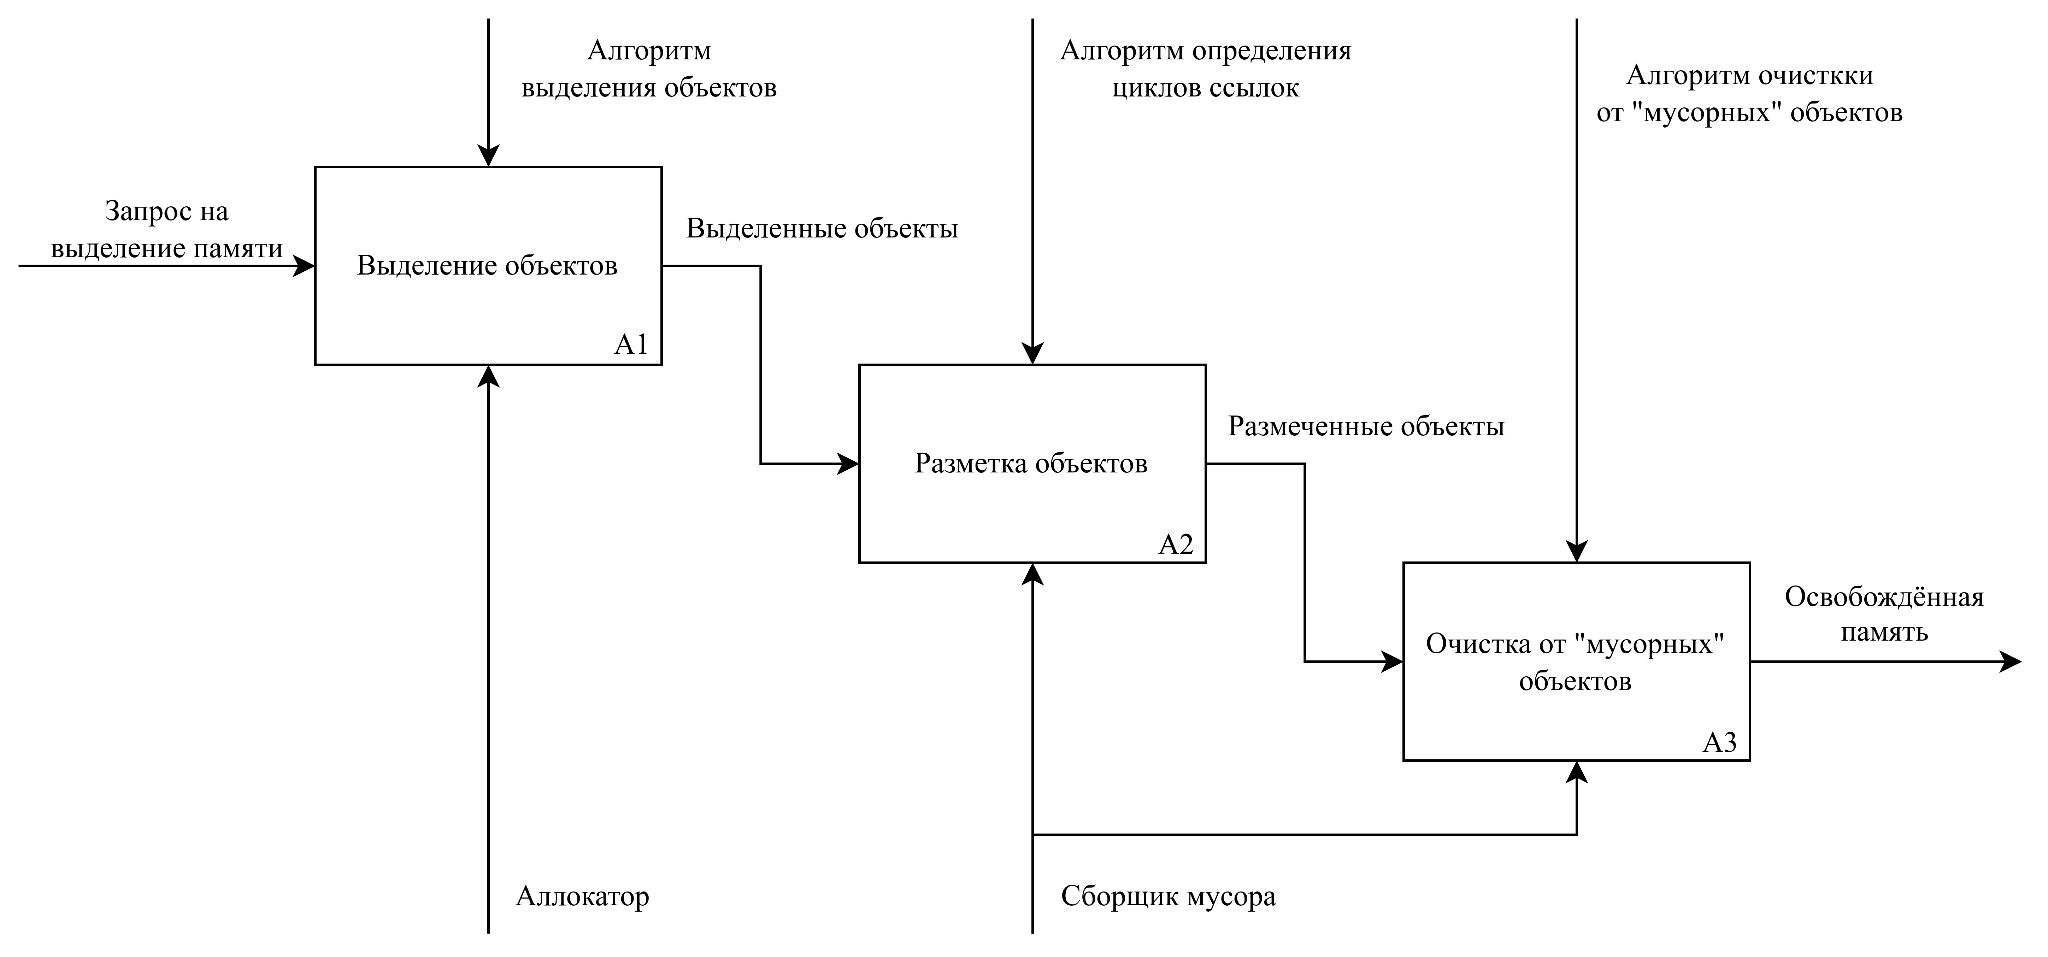 Алгоритм
выделения объектов
Алгоритм определения
циклов ссылок
Алгоритм очисткки
от "мусорных" объектов
Запрос на
выделение памяти
Выделение объектов
A1
Выделенные объекты
Разметка объектов
A2
Размеченные объекты
Очистка от "мусорных"
объектов
A3
Освобождённая
память
Аллокатор
Сборщик мусора